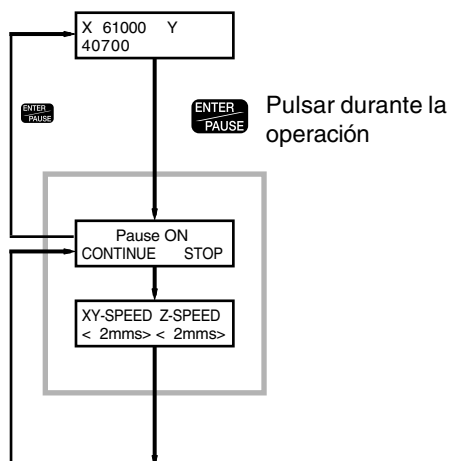 X 61000 Y
40700
ENTER
PAUSE
ENTER
PAUSE
Pulsar durante la
operación
Pause ON
CONTINUE STOP
XY-SPEED Z-SPEED
< 2mms> < 2mms>